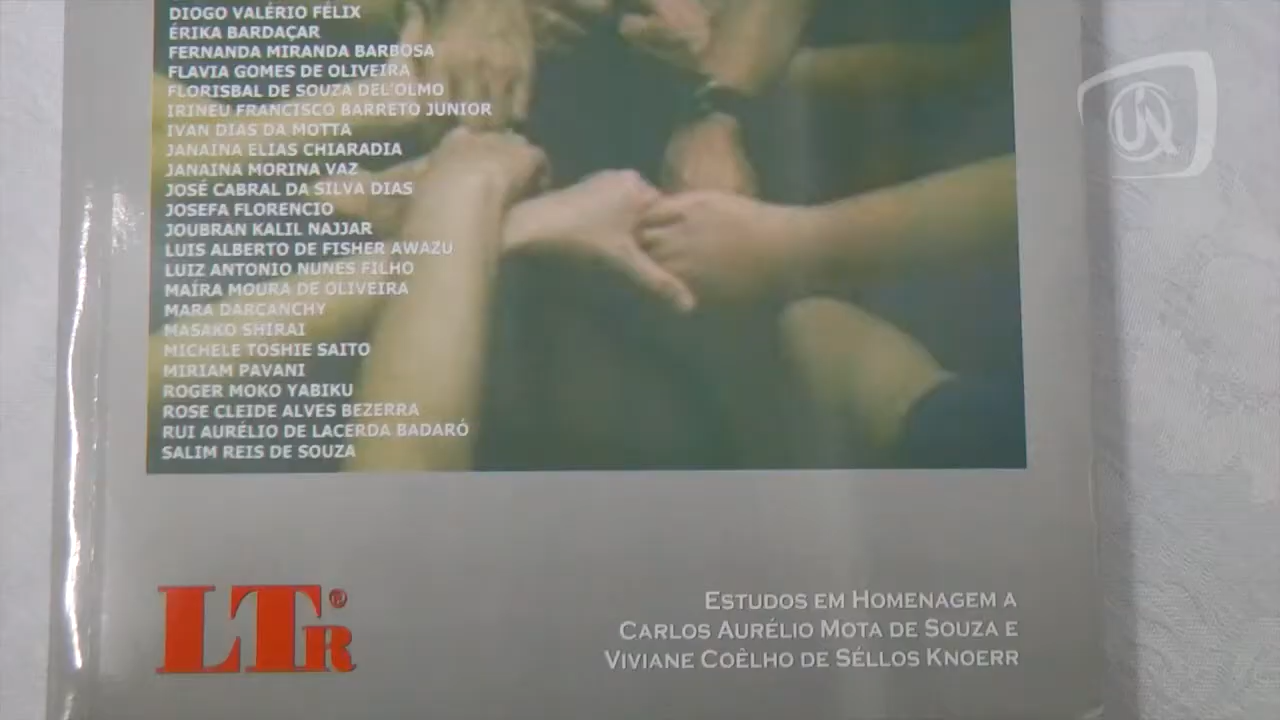 DIOGO VALÉRIO FÉLIX
ÉRIKA BARDAÇAR
FERNANDA MIRANDA BARBOSA
FLAVIA GOMES DE OLIVEIRA
FLORISBAL DE SOUZA DEL'OLMO
IRINEU FRANCISCO BARRETO JUNIOR
IVAN DIAS DA MOTTA
JANAINA ELIAS CHIARADIA
JANAINA MORINA VAZ
JOSÉ CABRAL DA SILVA DIAS
JOSEFA FLORENCIO
JOUBRAN KALIL NAJJAR
LUIS ALBERTO DE FISHER AWAZU
LUIZ ANTONIO NUNES FILHO
MAÍRA MOURA DE OLIVEIRA
MARA DARCANCHY
MASAKO SHIRAI
MICHELE TOSHIE SAITO
MIRIAM PAVANI
ROGER MOKO YABIKU
ROSE CLEIDE ALVES BEZERRA
RUI AURÉLIO DE LACERDA BADARÓ
SALIM REIS DE SOUZA
LTR®
ESTUDOS EM HOMENAGEM A
CARLOS AURÉLIO MOTA DE SOUZA E
VIVIANE COÊLHO DE SÉLLOS KNOERR